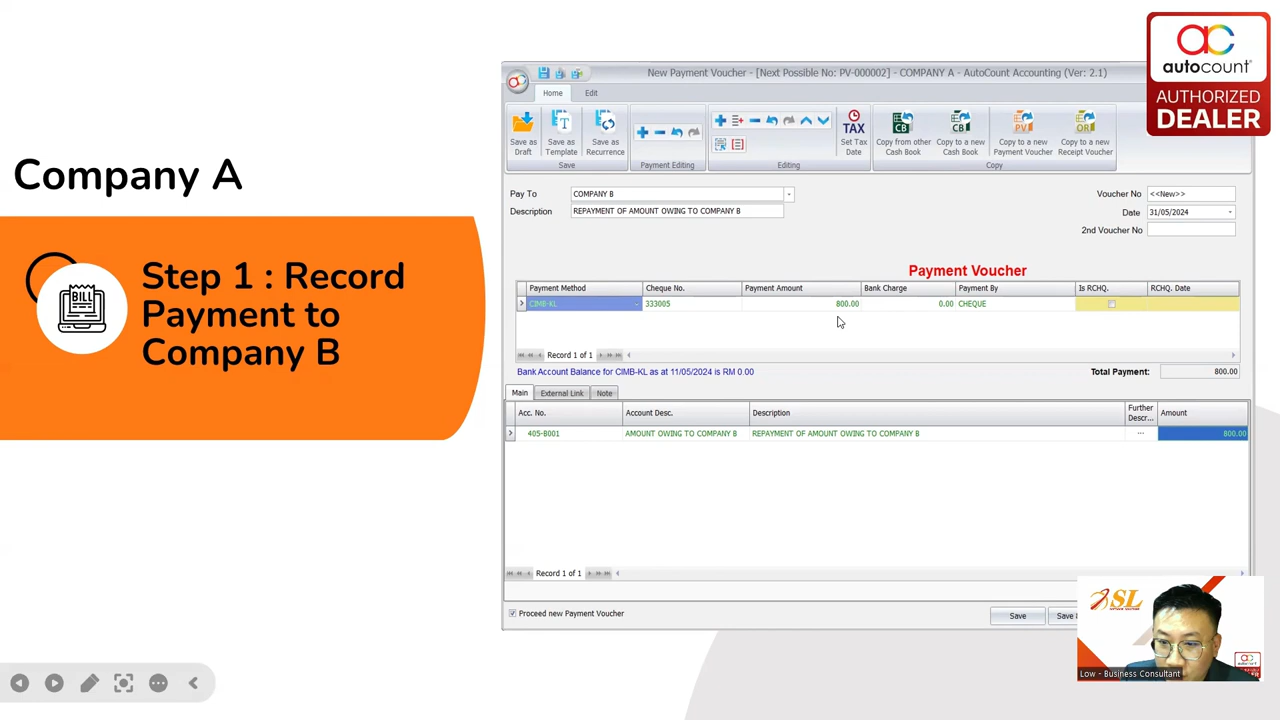 autocount
AUTHORIZED
DEALER
Company A
BILL
Step 1 : Record
Payment to
Company B
New Payment Voucher - [Next Possible No: PV-000002] - COMPANY A - AutoCount Accounting (Ver: 2.1)
Home Edit
Save as Draft
Save as Template
Save as Recurrence
Set Tax Date
TAX
CB
Copy from other Cash Book
CB
Copy to a new Cash Book
PV
Copy to a new Payment Voucher
OR
Copy to a new Receipt Voucher
Save Payment Editing Editing Copy
Pay To COMPANY B
Voucher No <<New>>
Description REPAYMENT OF AMOUNT OWING TO COMPANY B
Date 31/05/2024
2nd Voucher No
Payment Voucher
Payment Method Cheque No. Payment Amount Bank Charge Payment By Is RCHQ. RCHQ. Date
CIMB-KL 333005 800.00 0.00 CHEQUE
Record 1 of 1
Bank Account Balance for CIMB-KL as at 11/05/2024 is RM 0.00
Total Payment: 800.00
Main External Link Note
Acc. No. Account Desc. Description Further Descr... Amount
405-B001 AMOUNT OWING TO COMPANY B REPAYMENT OF AMOUNT OWING TO COMPANY B ... 800.00
Record 1 of 1
Proceed new Payment Voucher
Save Save
SL
Low - Business Consultant